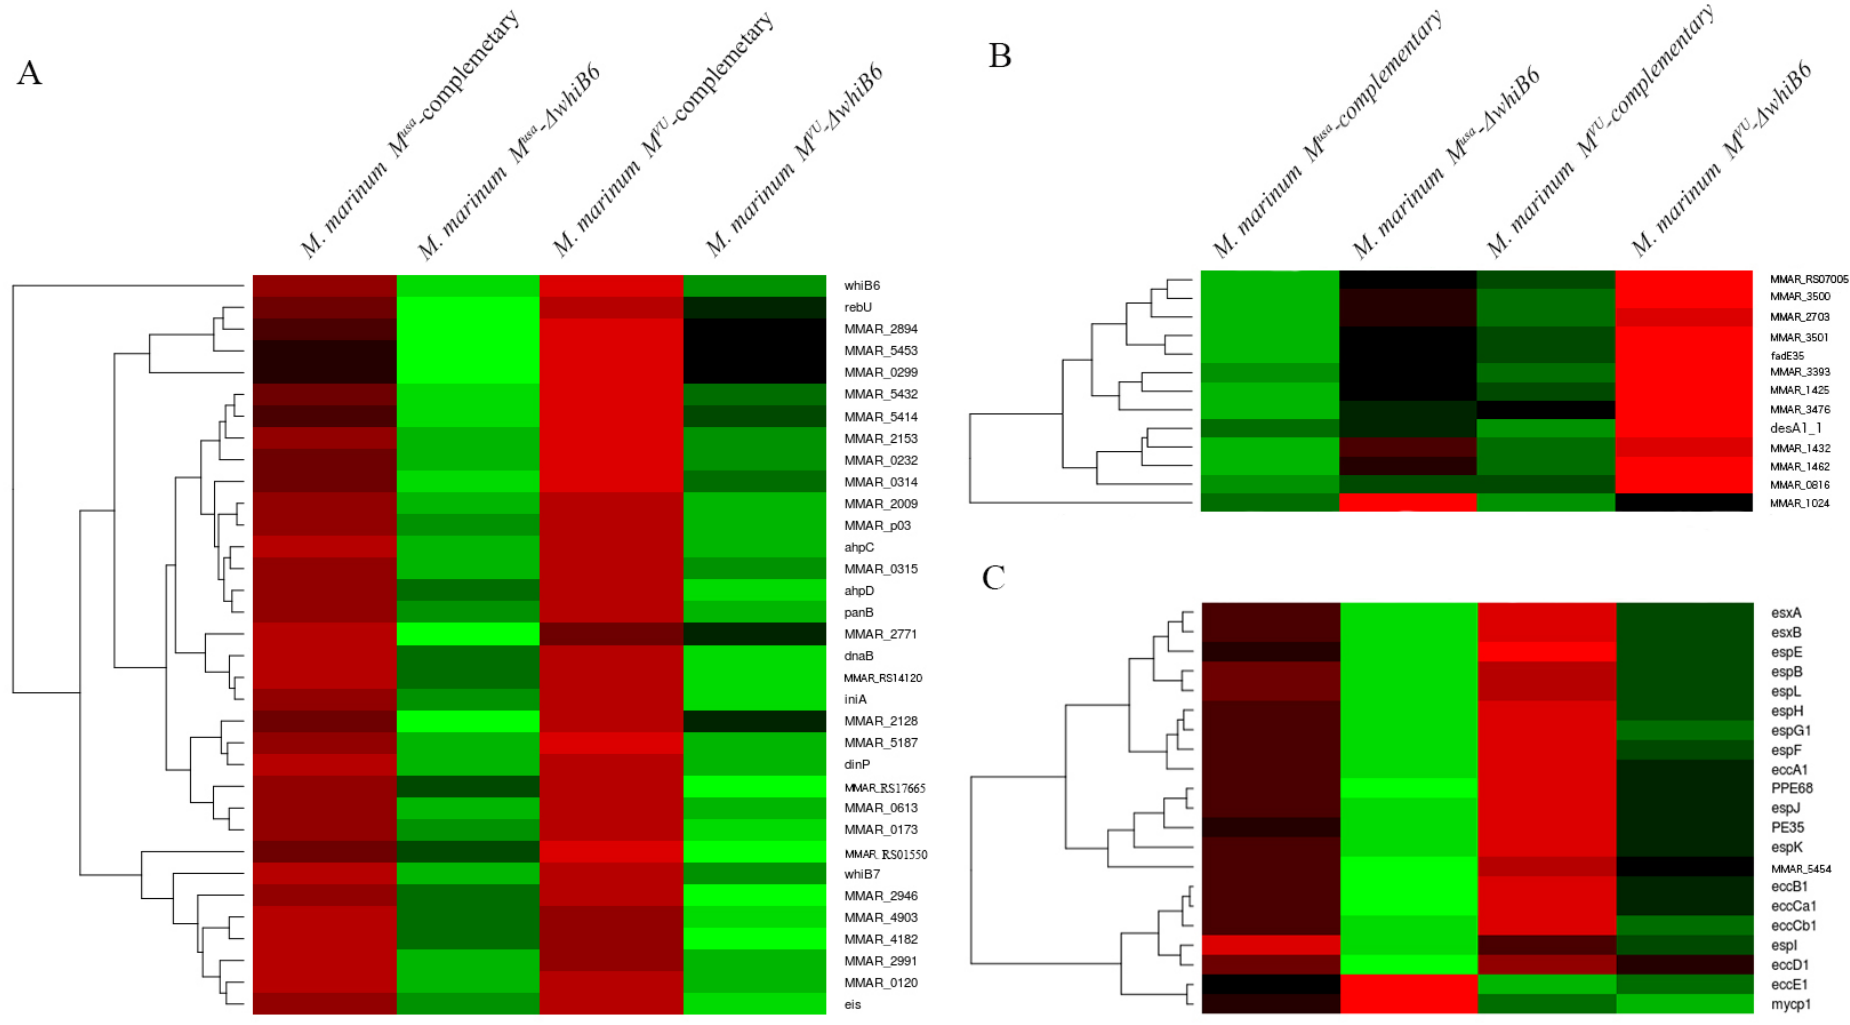 A
M. marinum M^usa-complemetary
M. marinum M^usa-ΔwhiB6
M. marinum M^VU-complemetary
M. marinum M^VU-ΔwhiB6
whiB6
rebU
MMAR_2894
MMAR_5453
MMAR_0299
MMAR_5432
MMAR_5414
MMAR_2153
MMAR_0232
MMAR_0314
MMAR_2009
MMAR_p03
ahpC
MMAR_0315
ahpD
panB
MMAR_2771
dnaB
MMAR_RS14120
iniA
MMAR_2128
MMAR_5187
dinP
MMAR_RS17665
MMAR_0613
MMAR_0173
MMAR_RS01550
whiB7
MMAR_2946
MMAR_4903
MMAR_4182
MMAR_2991
MMAR_0120
eis
B
M. marinum M^usa-complementary
M. marinum M^usa-ΔwhiB6
M. marinum M^VU-complementary
M. marinum M^VU-ΔwhiB6
MMAR_RS07005
MMAR_3500
MMAR_2703
MMAR_3501
fadE35
MMAR_3393
MMAR_1425
MMAR_3476
desA1_1
MMAR_1432
MMAR_1462
MMAR_0816
MMAR_1024
C
esxA
esxB
espE
espB
espL
espH
espG1
espF
eccA1
PPE68
espJ
PE35
espK
MMAR_5454
eccB1
eccCa1
eccCb1
espI
eccD1
eccE1
mycp1